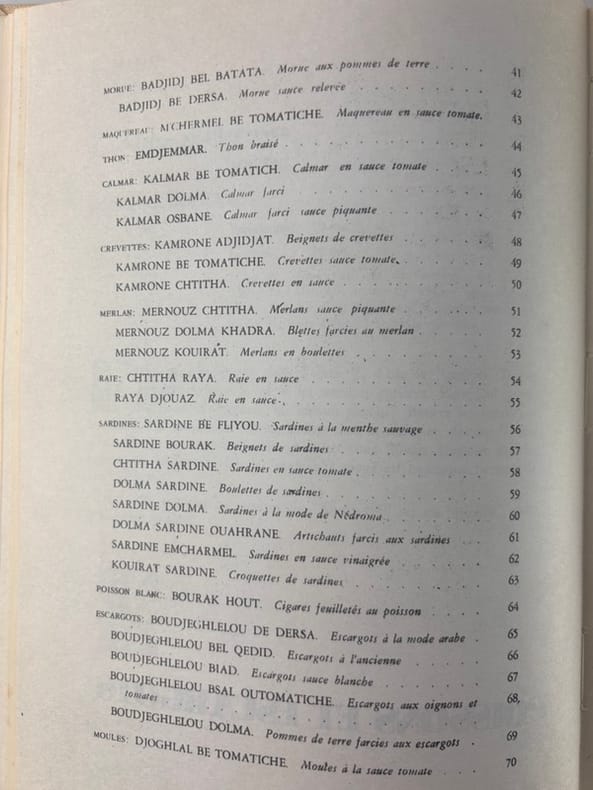 MORUE: BADJIDJ BEL BATATA. Morue aux pommes de terre . . . . 41
BADJIDJ BE DERSA. Morue sauce relevée . . . . . . . 42
MAQUEREAU: M'CHERMEL BE TOMATICHE. Maquereau en sauce tomate. 43
THON: EMDJEMMAR. Thon braisé . . . . . . . . . . 44
CALMAR: KALMAR BE TOMATICH. Calmar en sauce tomate . . . . 45
KALMAR DOLMA. Calmar farci . . . . . . . . . 46
KALMAR OSBANE. Calmar farci sauce piquante . . . . . 47
CREVETTES: KAMRONE ADJIDJAT. Beignets de crevettes . . . . . 48
KAMRONE BE TOMATICHE. Crevettes sauce tomate. . . . . 49
KAMRONE CHTITHA. Crevettes en sauce . . . . . . . 50
MERLAN: MERNOUZ CHTITHA. Merlans sauce piquante . . . . . 51
MERNOUZ DOLMA KHADRA. Blettes farcies au merlan . . . . 52
MERNOUZ KOUIRAT. Merlans en boulettes . . . . . . . 53
RAIE: CHTITHA RAYA. Raie en sauce . . . . . . . . . 54
RAYA DJOUAZ. Raie en sauce . . . . . . . . . . 55
SARDINES: SARDINE BE FLIYOU. Sardines à la menthe sauvage . . . . 56
SARDINE BOURAK. Beignets de sardines . . . . . . . 57
CHTITHA SARDINE. Sardines en sauce tomate . . . . . . 58
DOLMA SARDINE. Boulettes de sardines . . . . . . . 59
SARDINE DOLMA. Sardines à la mode de Nédroma . . . . . 60
DOLMA SARDINE OUAHRANE. Artichauts farcis aux sardines . . . 61
SARDINE EMCHARMEL. Sardines en sauce vinaigrée . . . . . 62
KOUIRAT SARDINE. Croquettes de sardines . . . . . . 63
POISSON BLANC: BOURAK HOUT. Cigares feuilletés au poisson . . . . 64
ESCARGOTS: BOUDJEGHLELOU DE DERSA. Escargots à la mode arabe . 65
BOUDJEGHLELOU BEL QEDID. Escargots à l'ancienne . . . . 66
BOUDJEGHLELOU BIAD. Escargots sauce blanche . . . . . 67
BOUDJEGHLELOU BSAL OUTOMATICHE. Escargots aux oignons et 68,
tomates . . . . . . . . . . . .
BOUDJEGHLELOU DOLMA. Pommes de terre farcies aux escargots . 69
MOULES: DJOGHLAL BE TOMATICHE. Moules à la sauce tomate . . . . 70